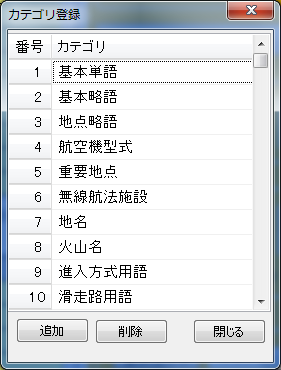 カテゴリ登録
番号 カテゴリ
1 基本単語
2 基本略語
3 地点略語
4 航空機型式
5 重要地点
6 無線航法施設
7 地名
8 火山名
9 進入方式用語
10 滑走路用語
追加 削除 閉じる